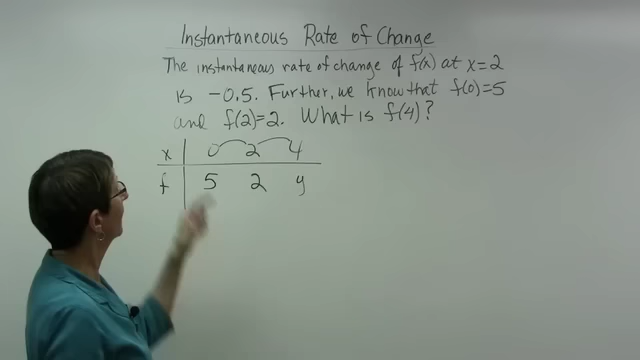 Instantaneous Rate of Change
The instantaneous rate of change of f(x) at x=2
is -0.5. Further, we know that f(0)=5
and f(2)=2. What is f(4)?
x 0 2 4
f 5 2 y